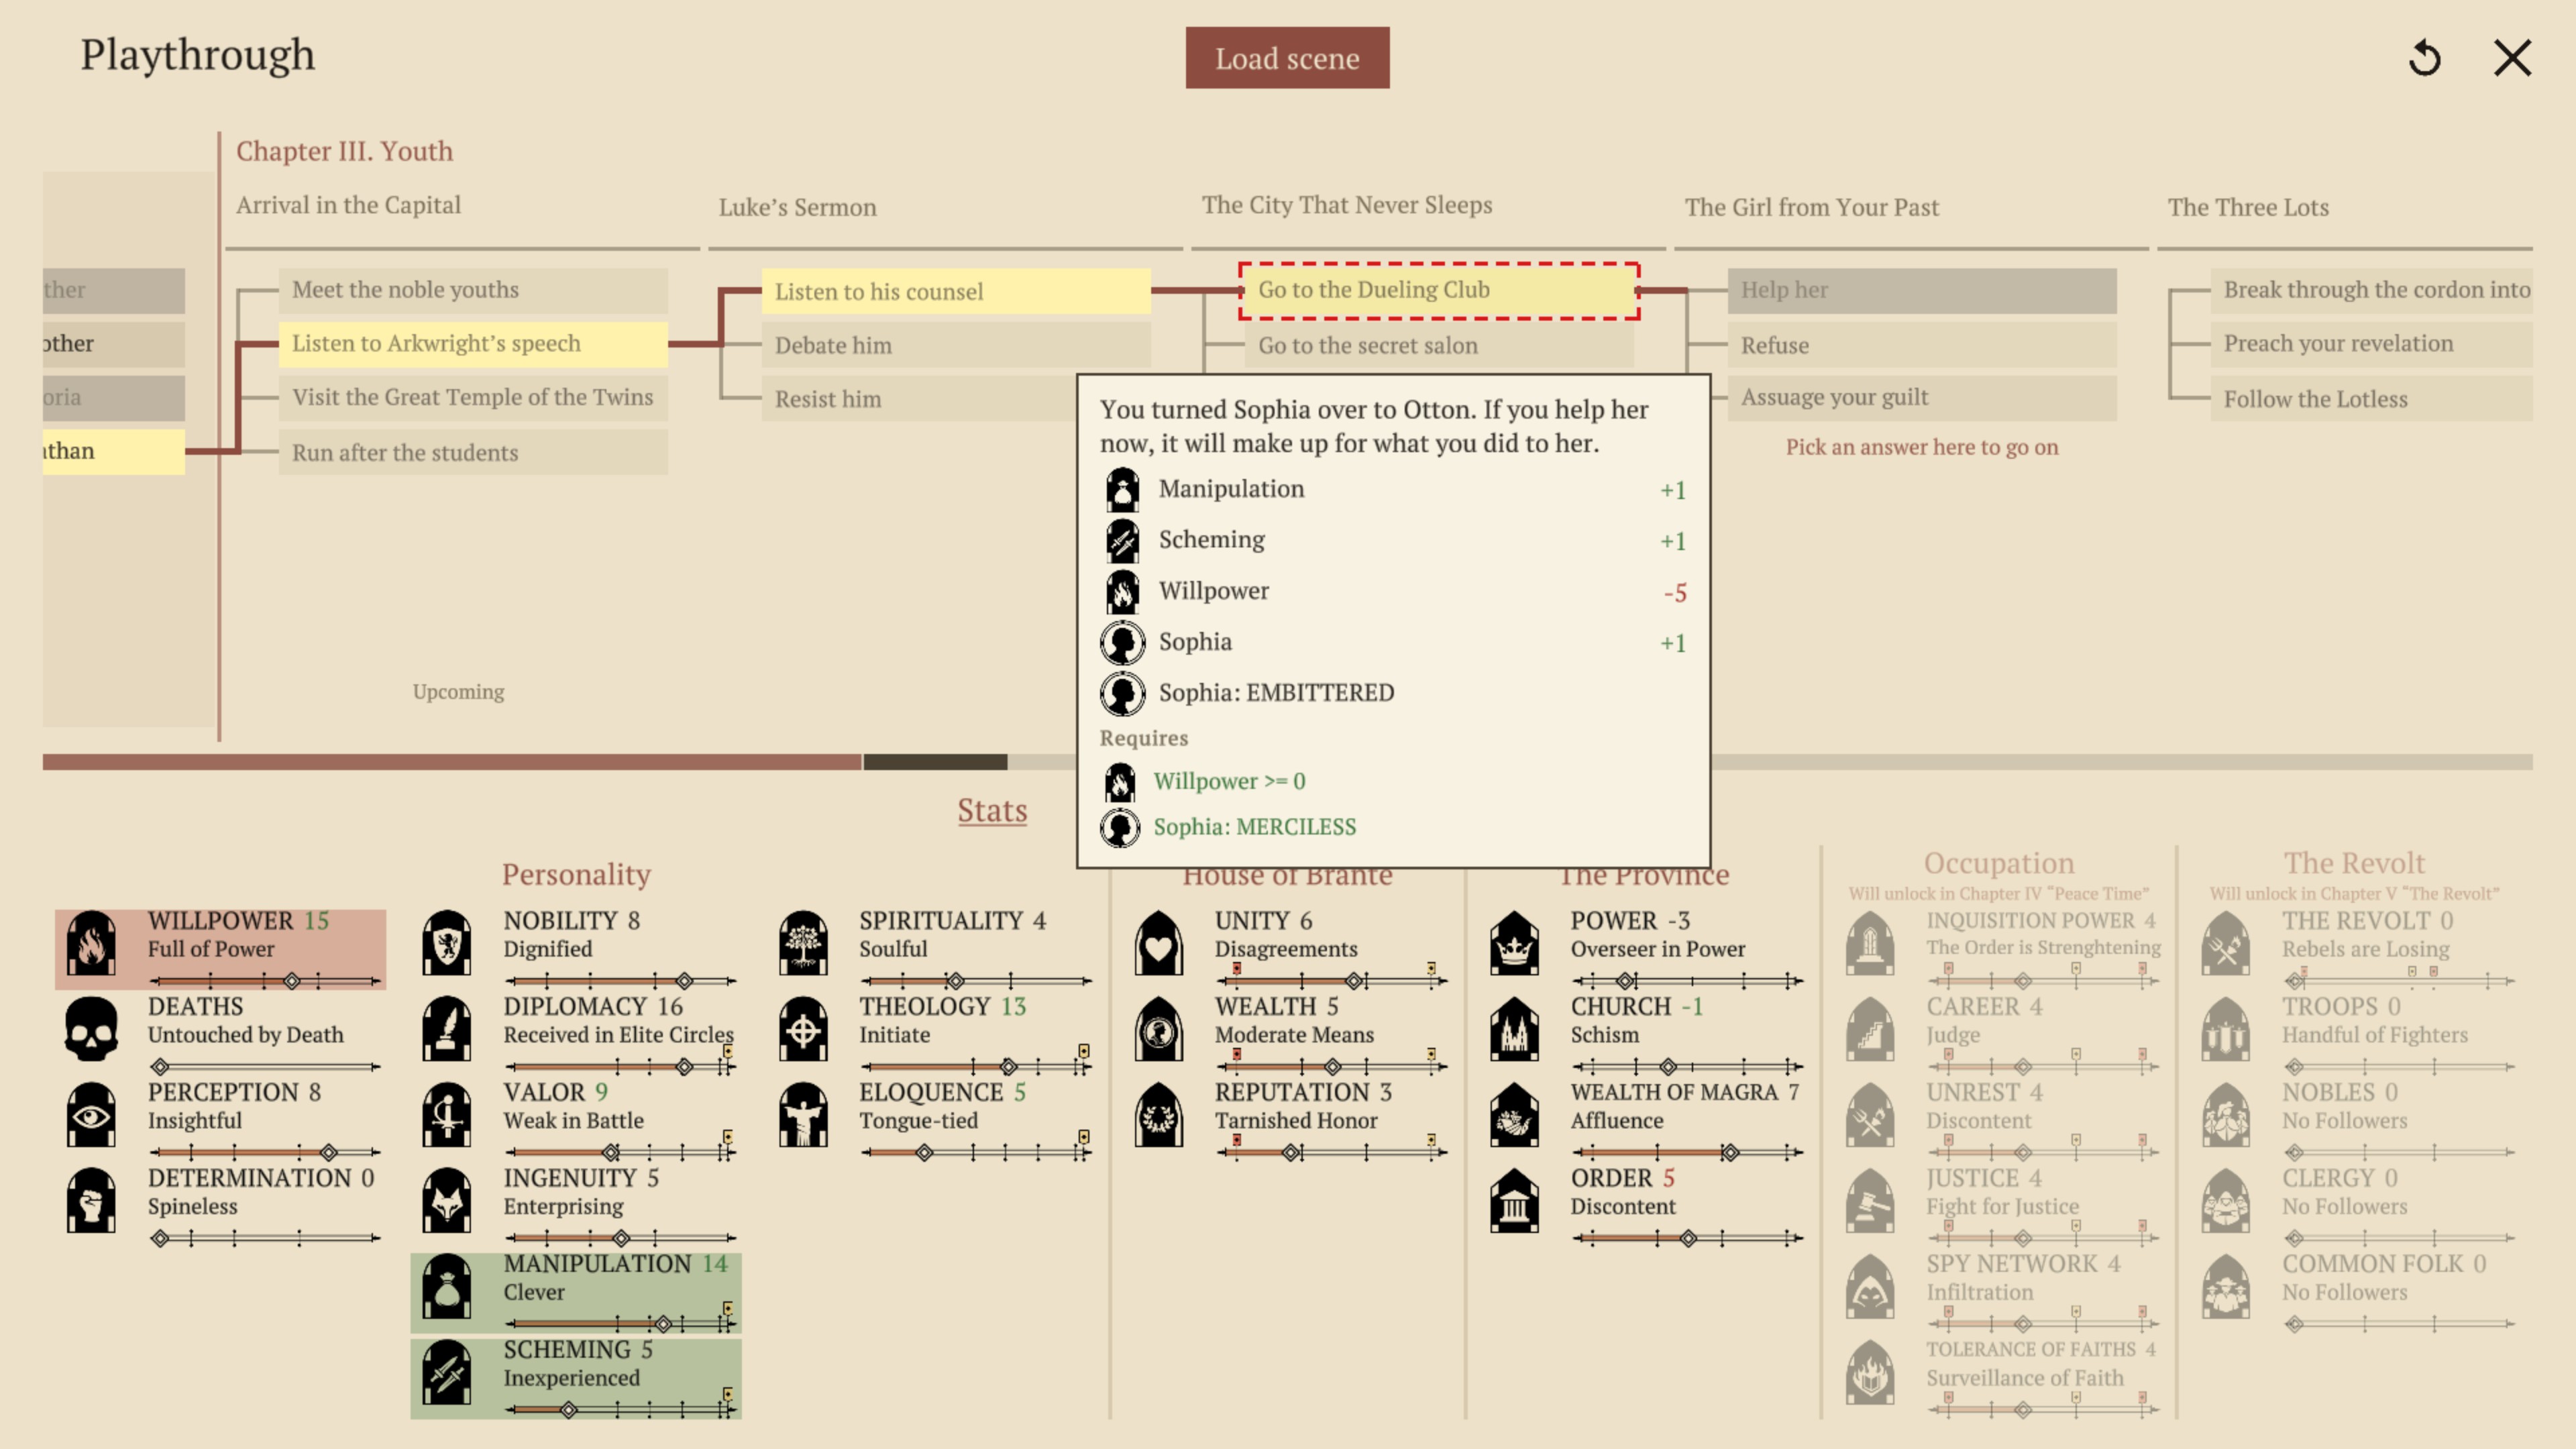 Playthrough
Load scene
Chapter III. Youth
Arrival in the Capital
Luke's Sermon
The City That Never Sleeps
The Girl from Your Past
The Three Lots
ther
other
oria
athan
Meet the noble youths
Listen to Arkwright's speech
Visit the Great Temple of the Twins
Run after the students
Listen to his counsel
Debate him
Resist him
Go to the Dueling Club
Go to the secret salon
Help her
Refuse
Assuage your guilt
Pick an answer here to go on
Break through the cordon into
Preach your revelation
Follow the Lotless
Upcoming
You turned Sophia over to Otton. If you help her
now, it will make up for what you did to her.
Manipulation +1
Scheming +1
Willpower -5
Sophia +1
Sophia: EMBITTERED
Requires
Willpower >= 0
Sophia: MERCILESS
Stats
Personality
WILLPOWER 15
Full of Power
DEATHS
Untouched by Death
PERCEPTION 8
Insightful
DETERMINATION 0
Spineless
NOBILITY 8
Dignified
DIPLOMACY 16
Received in Elite Circles
VALOR 9
Weak in Battle
INGENUITY 5
Enterprising
MANIPULATION 14
Clever
SCHEMING 5
Inexperienced
SPIRITUALITY 4
Soulful
THEOLOGY 13
Initiate
ELOQUENCE 5
Tongue-tied
House of Brante
UNITY 6
Disagreements
WEALTH 5
Moderate Means
REPUTATION 3
Tarnished Honor
The Province
POWER -3
Overseer in Power
CHURCH -1
Schism
WEALTH OF MAGRA 7
Affluence
ORDER 5
Discontent
Occupation
Will unlock in Chapter IV "Peace Time"
INQUISITION POWER 4
The Order is Strenghtening
CAREER 4
Judge
UNREST 4
Discontent
JUSTICE 4
Fight for Justice
SPY NETWORK 4
Infiltration
TOLERANCE OF FAITHS 4
Surveillance of Faith
The Revolt
Will unlock in Chapter V "The Revolt"
THE REVOLT 0
Rebels are Losing
TROOPS 0
Handful of Fighters
NOBLES 0
No Followers
CLERGY 0
No Followers
COMMON FOLK 0
No Followers